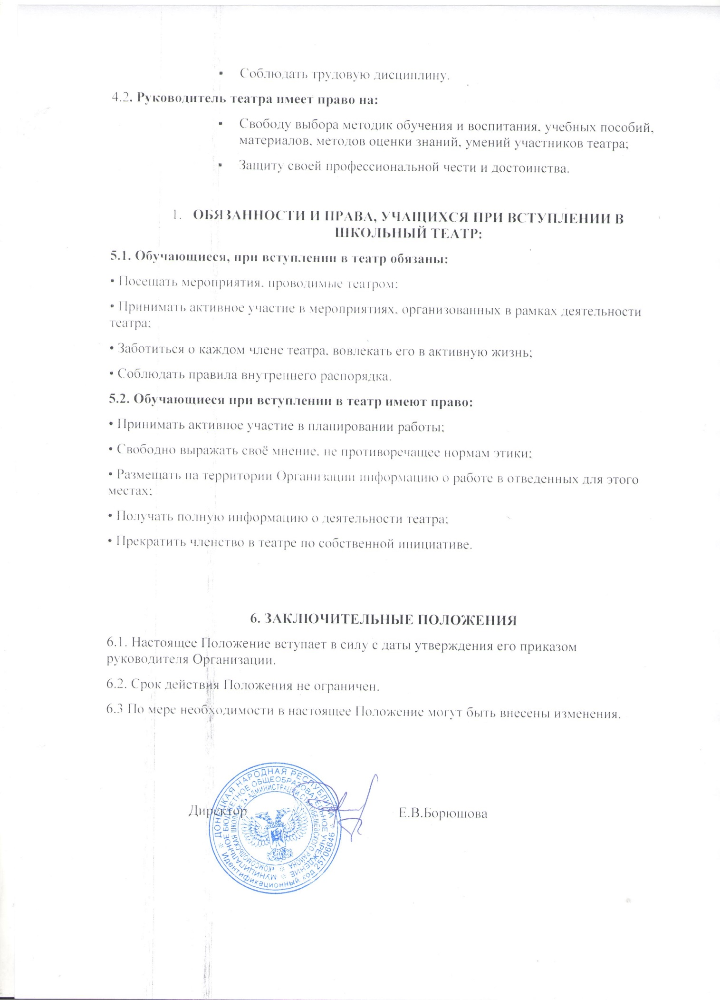 ▪ Соблюдать трудовую дисциплину.
4.2. Руководитель театра имеет право на:
▪ Свободу выбора методик обучения и воспитания, учебных пособий,
материалов, методов оценки знаний, умений участников театра;
▪ Защиту своей профессиональной чести и достоинства.
1. ОБЯЗАННОСТИ И ПРАВА, УЧАЩИХСЯ ПРИ ВСТУПЛЕНИИ В
ШКОЛЬНЫЙ ТЕАТР:
5.1. Обучающиеся, при вступлении в театр обязаны:
• Посещать мероприятия, проводимые театром;
• Принимать активное участие в мероприятиях, организованных в рамках деятельности
театра;
• Заботиться о каждом члене театра, вовлекать его в активную жизнь;
• Соблюдать правила внутреннего распорядка.
5.2. Обучающиеся при вступлении в театр имеют право:
• Принимать активное участие в планировании работы;
• Свободно выражать своё мнение, не противоречащее нормам этики;
• Размещать на территории Организации информацию о работе в отведенных для этого
местах;
• Получать полную информацию о деятельности театра;
• Прекратить членство в театре по собственной инициативе.
6. ЗАКЛЮЧИТЕЛЬНЫЕ ПОЛОЖЕНИЯ
6.1. Настоящее Положение вступает в силу с даты утверждения его приказом
руководителя Организации.
6.2. Срок действия Положения не ограничен.
6.3 По мере необходимости в настоящее Положение могут быть внесены изменения.
Директор Е.В.Борюшова
ДОНЕЦКАЯ НАРОДНАЯ РЕСПУБЛИКА
* Идентификационный код 25706646 *
МУНИЦИПАЛЬНОЕ БЮДЖЕТНОЕ ОБЩЕОБРАЗОВАТЕЛЬНОЕ УЧРЕЖДЕНИЕ *
«КОМСОМОЛЬСКАЯ ШКОЛА № 2» АДМИНИСТРАЦИИ СТАРОБЕШЕВСКОГО РАЙОНА *